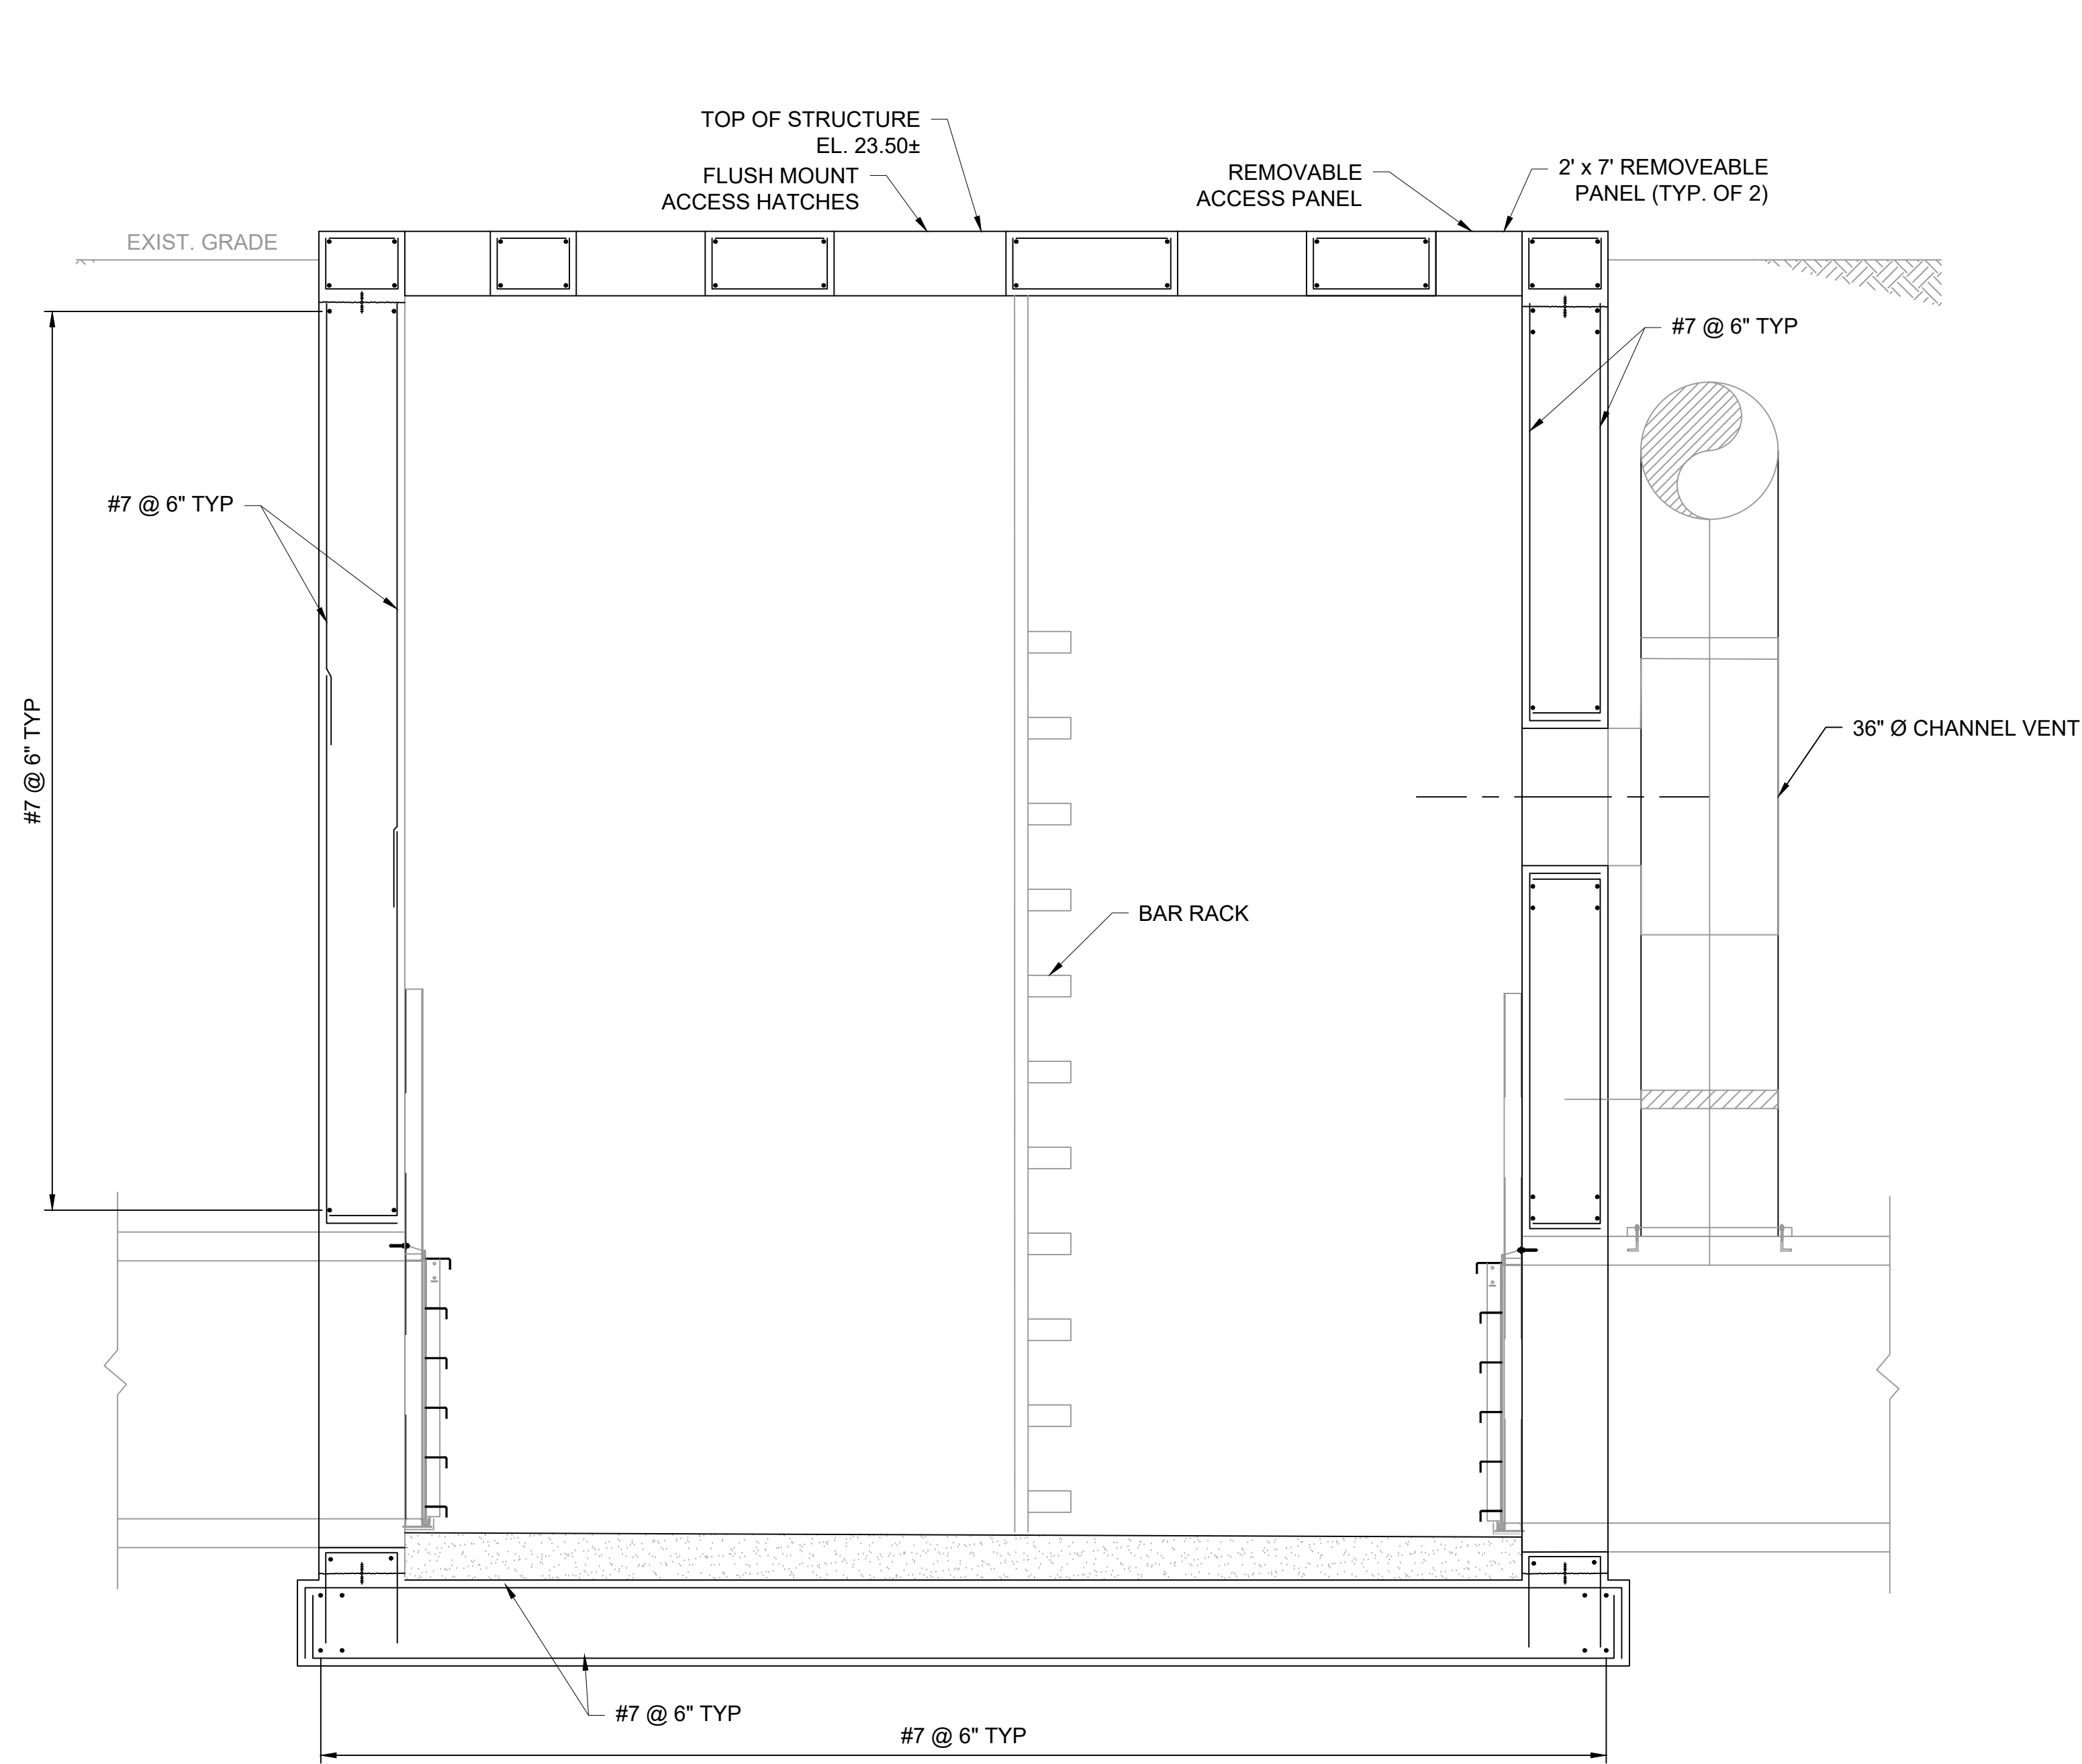 TOP OF STRUCTURE
EL. 23.50±
FLUSH MOUNT
ACCESS HATCHES
REMOVABLE
ACCESS PANEL
2' x 7' REMOVEABLE
PANEL (TYP. OF 2)
EXIST. GRADE
#7 @ 6" TYP
#7 @ 6" TYP
#7 @ 6" TYP
36" Ø CHANNEL VENT
BAR RACK
#7 @ 6" TYP
#7 @ 6" TYP